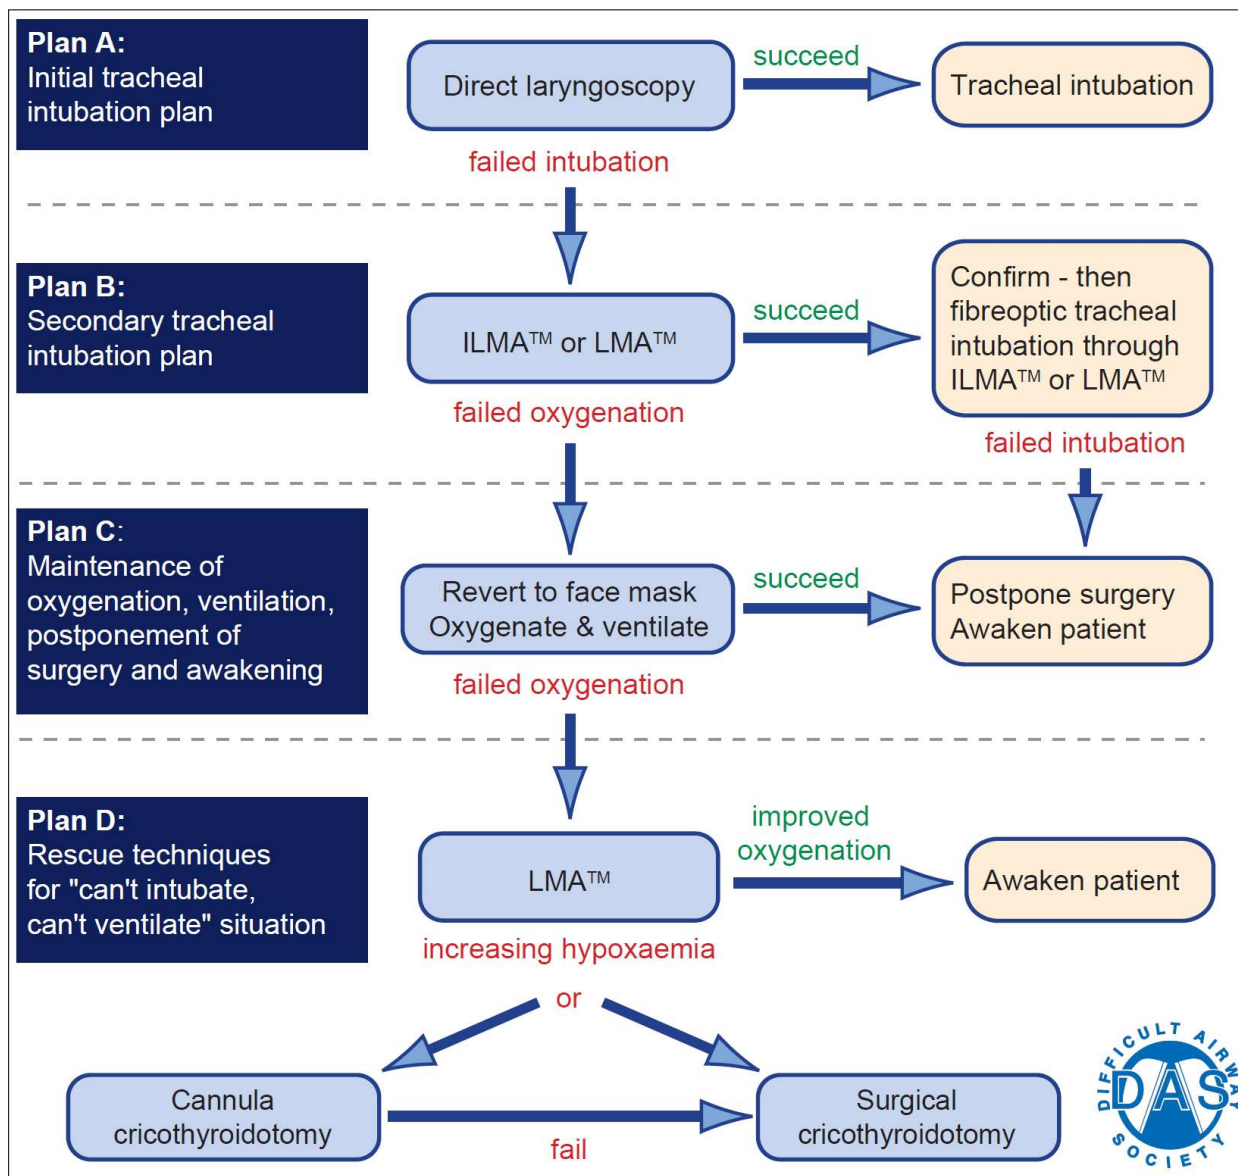 Plan A:
Initial tracheal
intubation plan
Direct laryngoscopy
succeed
Tracheal intubation
failed intubation
Plan B:
Secondary tracheal
intubation plan
ILMA™ or LMA™
succeed
Confirm - then
fibreoptic tracheal
intubation through
ILMA™ or LMA™
failed oxygenation
failed intubation
Plan C:
Maintenance of
oxygenation, ventilation,
postponement of
surgery and awakening
Revert to face mask
Oxygenate & ventilate
succeed
Postpone surgery
Awaken patient
failed oxygenation
Plan D:
Rescue techniques
for "can't intubate,
can't ventilate" situation
LMA™
improved
oxygenation
Awaken patient
increasing hypoxaemia
or
Cannula
cricothyroidotomy
fail
Surgical
cricothyroidotomy
DIFFICULT AIRWAY
DAS
SOCIETY